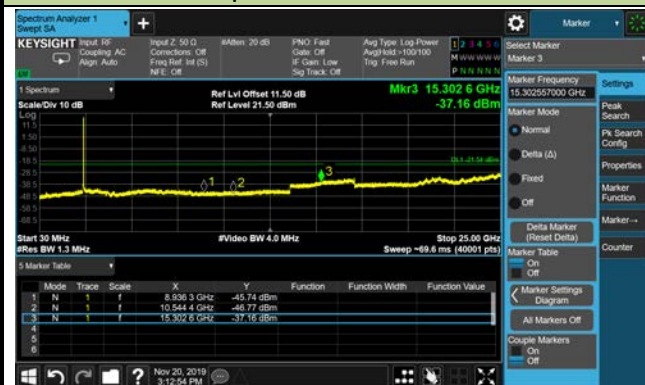 Spectrum Analyzer 1
Swept SA
Marker
KEYSIGHT
Input: RF
Coupling: AC
Align: Auto
Input Z: 50 Ω
Corrections: Off
Freq Ref: Int (S)
NFE: Off
#Atten: 20 dB
PNO: Fast
Gate: Off
IF Gain: Low
Sig Track: Off
Avg Type: Log-Power
Avg|Hold:>100/100
Trig: Free Run
1 2 3 4 5 6
M W W W W W
P N N N N N
Select Marker
Marker 3
1 Spectrum
Scale/Div 10 dB
Log
Ref Lvl Offset 11.50 dB
Ref Level 21.50 dBm
Mkr3 15.302 6 GHz
-37.16 dBm
11.5
1.50
-8.50
-18.5
-28.5
-38.5
-48.5
-58.5
-68.5
1
2
3
Start 30 MHz
#Res BW 1.3 MHz
#Video BW 4.0 MHz
Stop 25.00 GHz
Sweep ~69.6 ms (40001 pts)
5 Marker Table
Mode Trace Scale X Y Function Function Width Function Value
1 N 1 f 8.936 3 GHz -45.74 dBm
2 N 1 f 10.544 4 GHz -46.77 dBm
3 N 1 f 15.302 6 GHz -37.16 dBm
4
5
6
Marker Frequency
15.302557000 GHz
Marker Mode
Normal
Delta (Δ)
Fixed
Off
Delta Marker
(Reset Delta)
Marker Table
On
Off
Marker Settings
Diagram
All Markers Off
Couple Markers
On
Off
Settings
Peak
Search
Pk Search
Config
Properties
Marker
Function
Marker→
Counter
Nov 20, 2019
3:12:54 PM